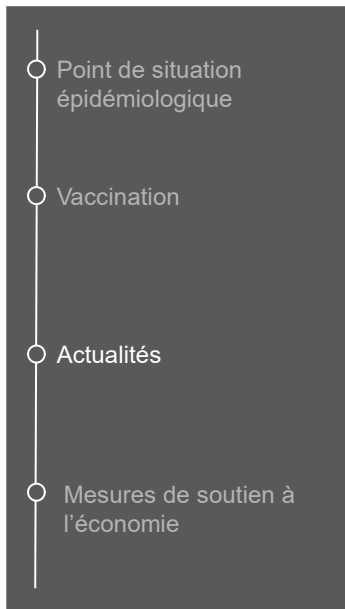 Point de situation
épidémiologique
Vaccination
Actualités
Mesures de soutien à
l’économie